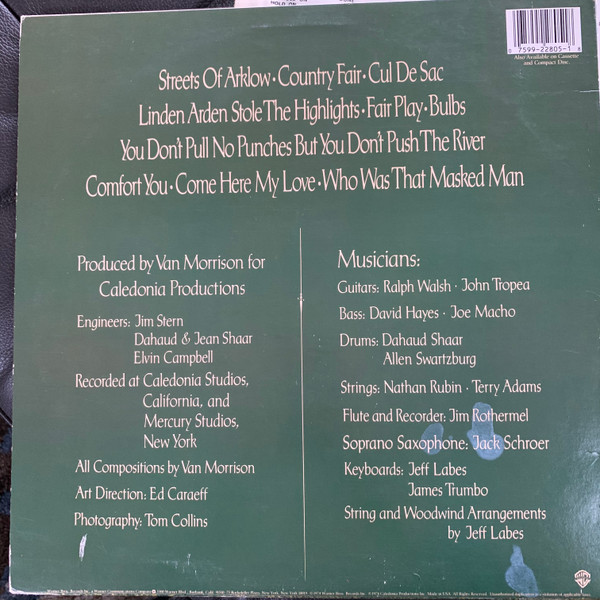 HOLD ME
7599-22805-1
Also Available on Cassette
and Compact Disc.
Streets Of Arklow · Country Fair · Cul De Sac
Linden Arden Stole The Highlights · Fair Play · Bulbs
You Don't Pull No Punches But You Don't Push The River
Comfort You · Come Here My Love · Who Was That Masked Man
Produced by Van Morrison for
Caledonia Productions
Engineers: Jim Stern
Dahaud & Jean Shaar
Elvin Campbell
Recorded at Caledonia Studios,
California, and
Mercury Studios,
New York
All Compositions by Van Morrison
Art Direction: Ed Caraeff
Photography: Tom Collins
Musicians:
Guitars: Ralph Walsh · John Tropea
Bass: David Hayes · Joe Macho
Drums: Dahaud Shaar
Allen Swartzburg
Strings: Nathan Rubin · Terry Adams
Flute and Recorder: Jim Rothermel
Soprano Saxophone: Jack Schroer
Keyboards: Jeff Labes
James Trumbo
String and Woodwind Arrangements
by Jeff Labes